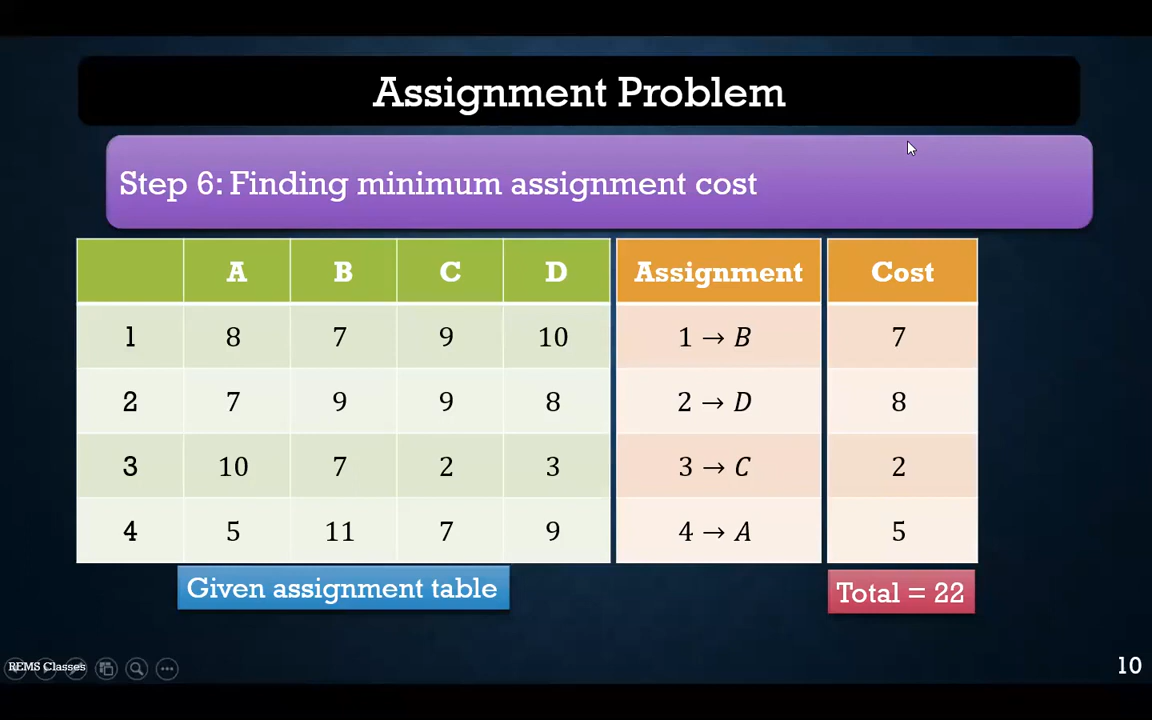 Assignment Problem
Step 6: Finding minimum assignment cost
A B C D Assignment Cost
1 8 7 9 10 1 → B 7
2 7 9 9 8 2 → D 8
3 10 7 2 3 3 → C 2
4 5 11 7 9 4 → A 5
Given assignment table
Total = 22
REMS Classes
10